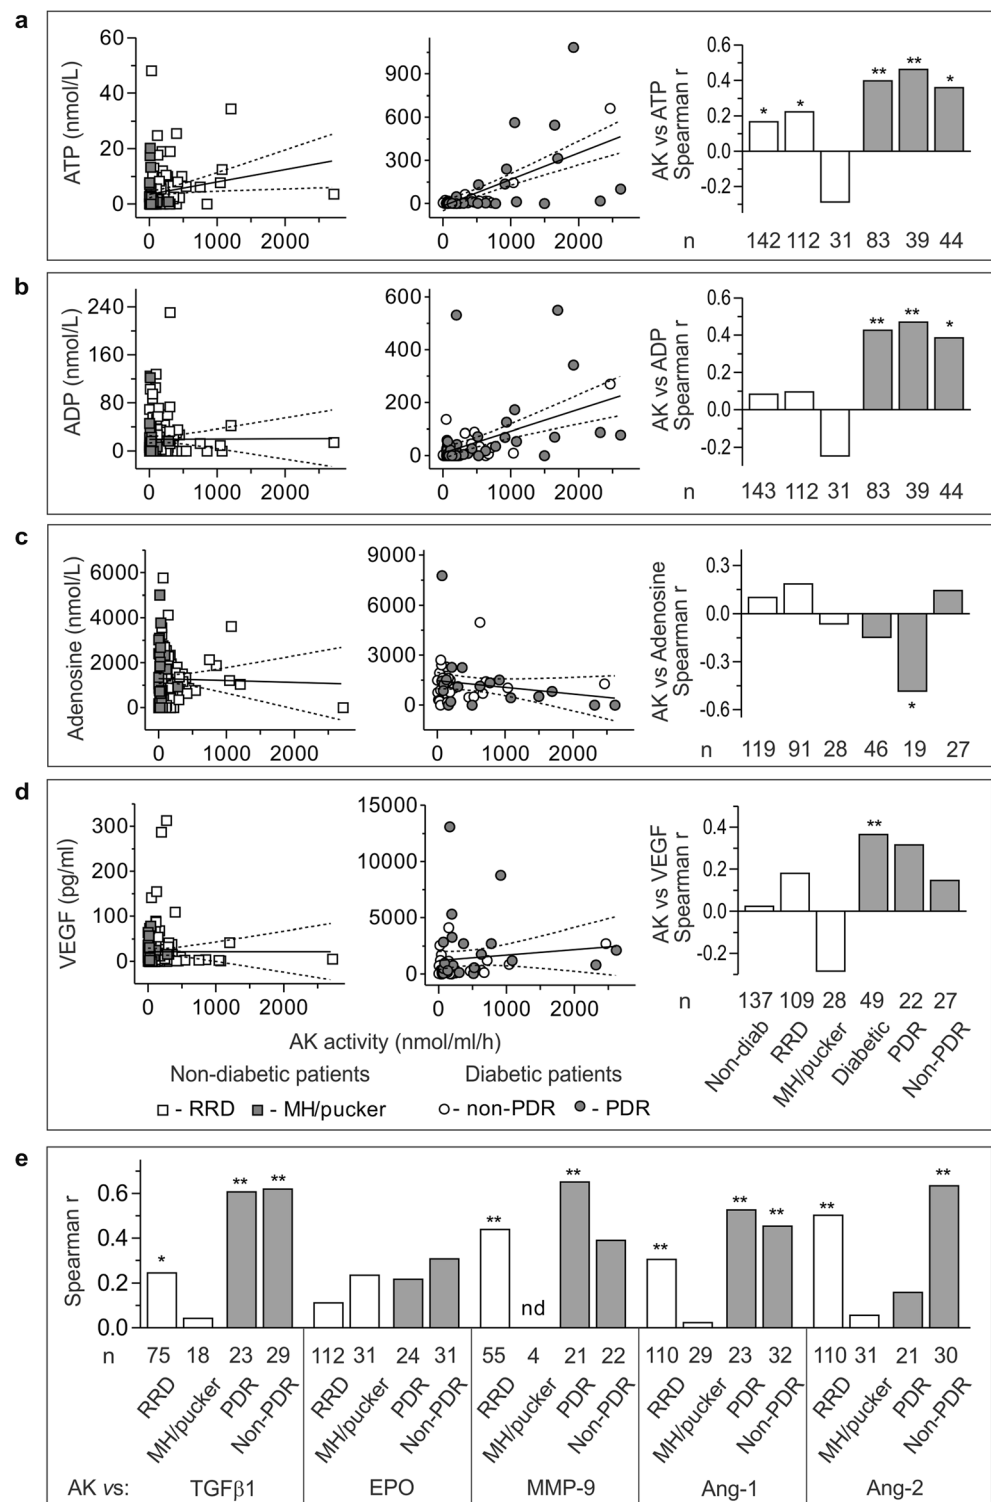 a
ATP (nmol/L)
60
40
20
0
0 1000 2000
900
600
300
0
0 1000 2000
AK vs ATP
Spearman r
0.6
0.4
0.2
0.0
-0.2
* * ** ** *
n 142 112 31 83 39 44
b
ADP (nmol/L)
240
160
80
0
0 1000 2000
600
400
200
0
0 1000 2000
AK vs ADP
Spearman r
0.6
0.4
0.2
0.0
-0.2
** ** *
n 143 112 31 83 39 44
c
Adenosine (nmol/L)
6000
4000
2000
0
0 1000 2000
9000
6000
3000
0
0 1000 2000
AK vs Adenosine
Spearman r
0.3
0.0
-0.3
-0.6
*
n 119 91 28 46 19 27
d
VEGF (pg/ml)
300
200
100
0
0 1000 2000
15000
10000
5000
0
0 1000 2000
AK vs VEGF
Spearman r
0.4
0.2
0.0
-0.2
**
n 137 109 28 49 22 27
Non-diab RRD MH/pucker Diabetic PDR Non-PDR
AK activity (nmol/ml/h)
Non-diabetic patients Diabetic patients
- RRD - MH/pucker - non-PDR - PDR
e
Spearman r
0.6
0.4
0.2
0.0
* ** ** ** nd ** ** ** ** ** **
n 75 18 23 29 112 31 24 31 55 4 21 22 110 29 23 32 110 31 21 30
RRD MH/pucker PDR Non-PDR RRD MH/pucker PDR Non-PDR RRD MH/pucker PDR Non-PDR RRD MH/pucker PDR Non-PDR RRD MH/pucker PDR Non-PDR
AK vs: TGFβ1 EPO MMP-9 Ang-1 Ang-2